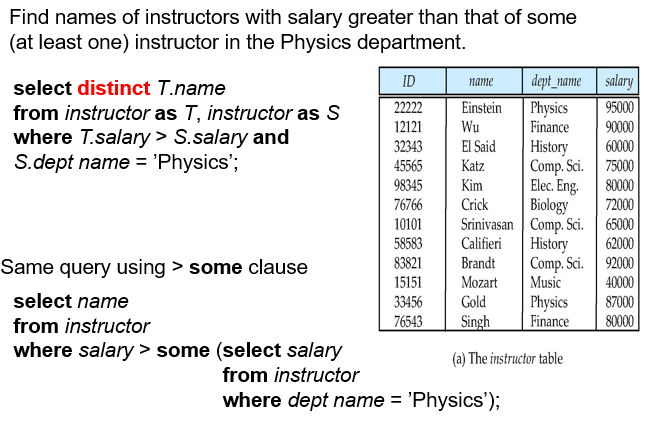 Find names of instructors with salary greater than that of some
(at least one) instructor in the Physics department.
select distinct T.name
from instructor as T, instructor as S
where T.salary > S.salary and
S.dept name = ’Physics’;
Same query using > some clause
select name
from instructor
where salary > some (select salary
from instructor
where dept name = ’Physics’);
ID name dept_name salary
22222 Einstein Physics 95000
12121 Wu Finance 90000
32343 El Said History 60000
45565 Katz Comp. Sci. 75000
98345 Kim Elec. Eng. 80000
76766 Crick Biology 72000
10101 Srinivasan Comp. Sci. 65000
58583 Califieri History 62000
83821 Brandt Comp. Sci. 92000
15151 Mozart Music 40000
33456 Gold Physics 87000
76543 Singh Finance 80000
(a) The instructor table